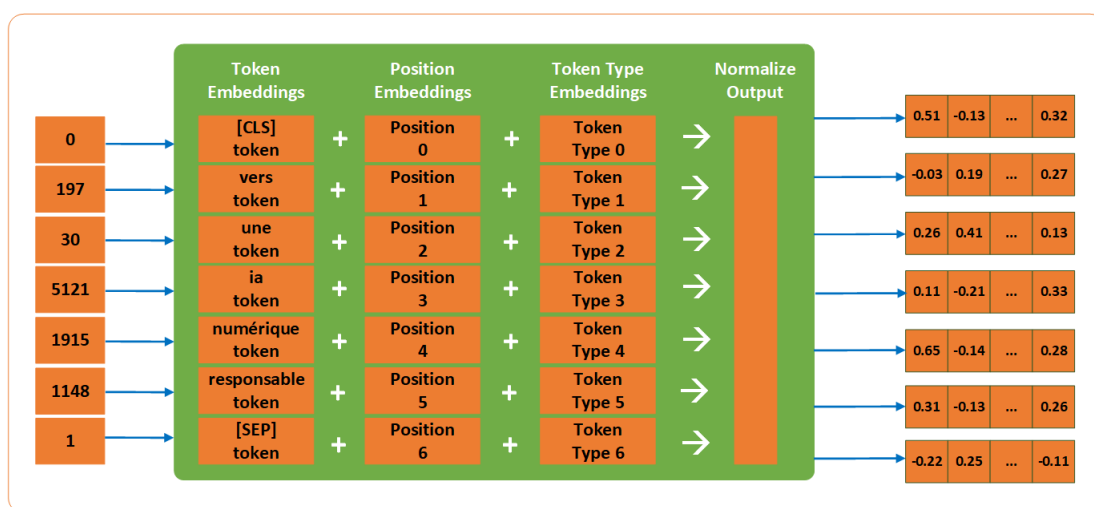 Token Embeddings
Position Embeddings
Token Type Embeddings
Normalize Output
0
[CLS] token
+
Position 0
+
Token Type 0
→
0.51 -0.13 ... 0.32
197
vers token
+
Position 1
+
Token Type 1
→
-0.03 0.19 ... 0.27
30
une token
+
Position 2
+
Token Type 2
→
0.26 0.41 ... 0.13
5121
ia token
+
Position 3
+
Token Type 3
→
0.11 -0.21 ... 0.33
1915
numérique token
+
Position 4
+
Token Type 4
→
0.65 -0.14 ... 0.28
1148
responsable token
+
Position 5
+
Token Type 5
→
0.31 -0.13 ... 0.26
1
[SEP] token
+
Position 6
+
Token Type 6
→
-0.22 0.25 ... -0.11